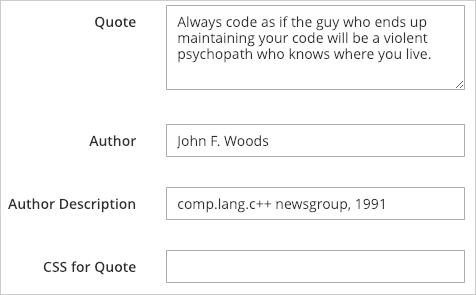 Quote
Always code as if the guy who ends up
maintaining your code will be a violent
psychopath who knows where you live.
Author
John F. Woods
Author Description
comp.lang.c++ newsgroup, 1991
CSS for Quote